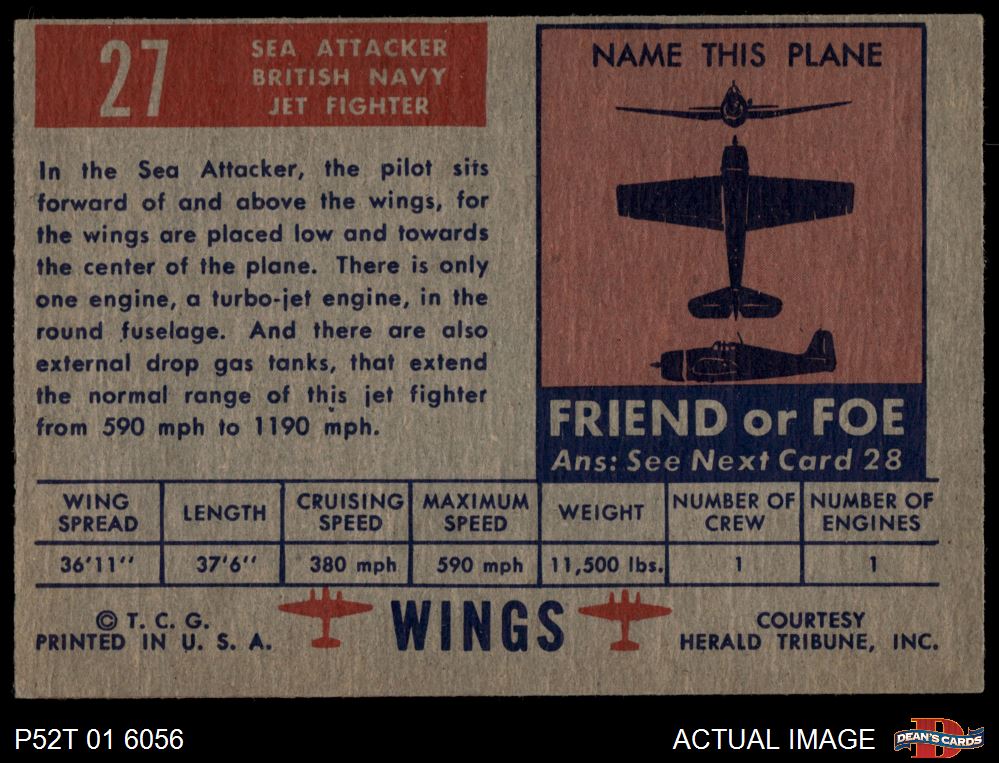 27
SEA ATTACKER
BRITISH NAVY
JET FIGHTER
In the Sea Attacker, the pilot sits
forward of and above the wings, for
the wings are placed low and towards
the center of the plane. There is only
one engine, a turbo-jet engine, in the
round fuselage. And there are also
external drop gas tanks, that extend
the normal range of this jet fighter
from 590 mph to 1190 mph.
NAME THIS PLANE
FRIEND or FOE
Ans: See Next Card 28
WING SPREAD LENGTH CRUISING SPEED MAXIMUM SPEED WEIGHT NUMBER OF CREW NUMBER OF ENGINES
36'11'' 37'6'' 380 mph 590 mph 11,500 lbs. 1 1
© T. C. G.
PRINTED IN U. S. A.
WINGS
COURTESY
HERALD TRIBUNE, INC.
P52T 01 6056
ACTUAL IMAGE
D
DEAN'S CARDS